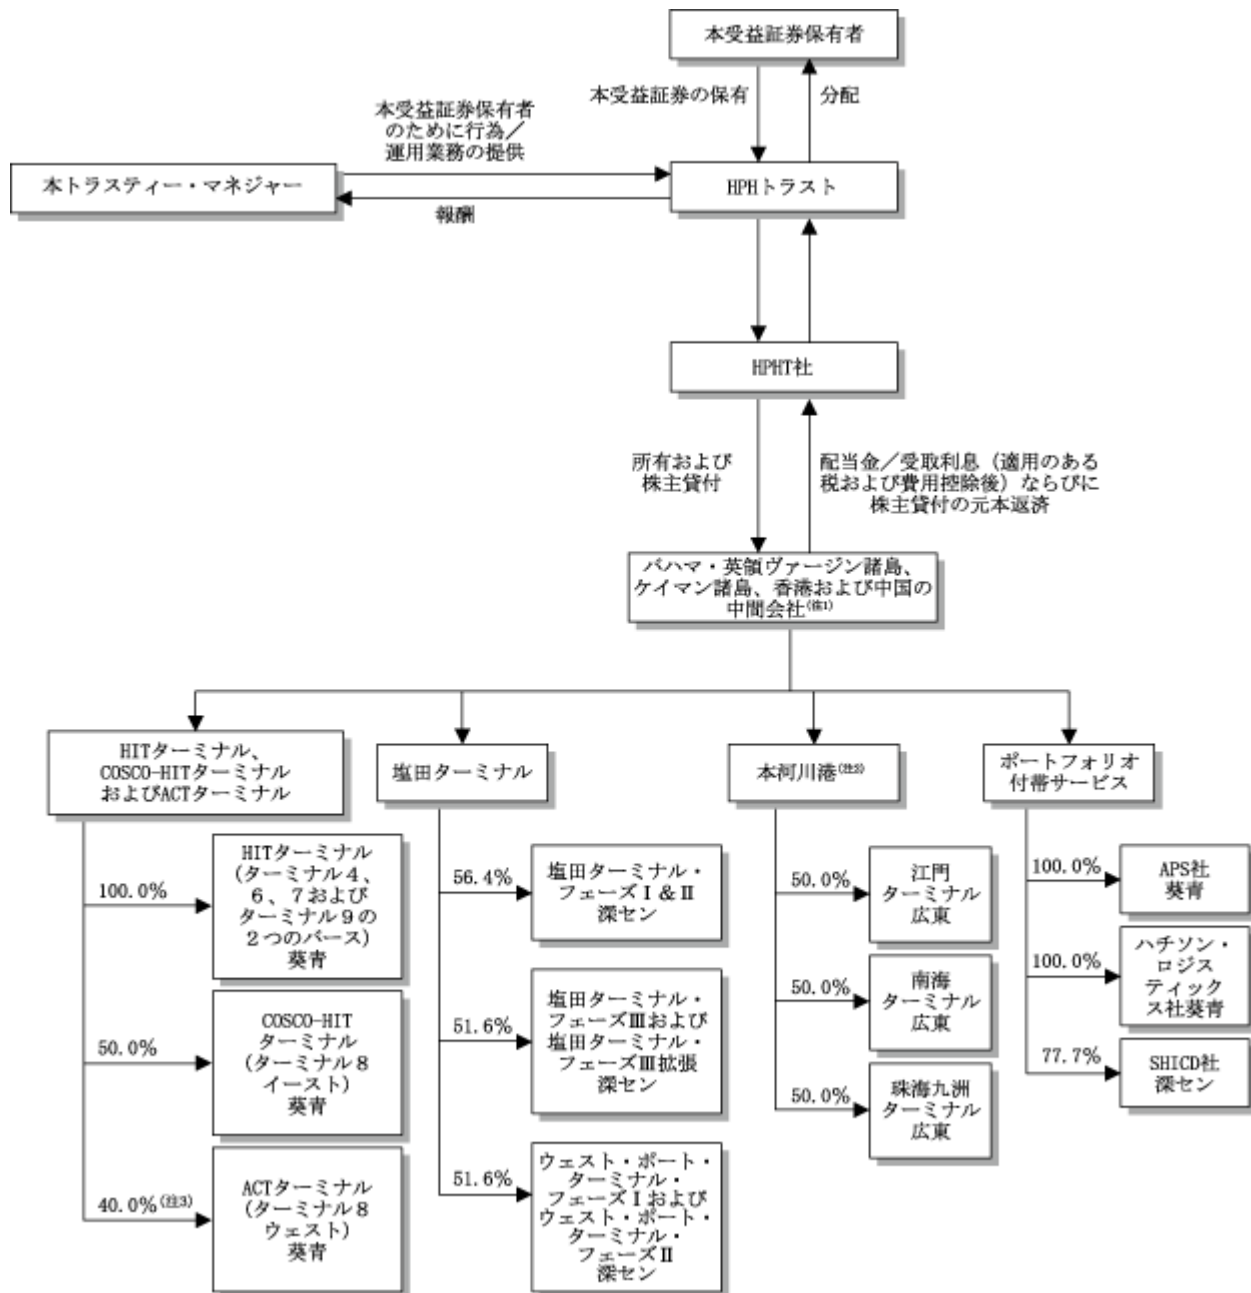 本受益証券保有者
本受益証券の保有
分配
本受益証券保有者
のために行為／
運用業務の提供
本トラスティー・マネジャー
HPHトラスト
報酬
HPHT社
所有および
株主貸付
配当金／受取利息（適用のある
税および費用控除後）ならびに
株主貸付の元本返済
バハマ・英領ヴァージン諸島、
ケイマン諸島、香港および中国の
中間会社(注1)
HITターミナル、
COSCO-HITターミナル
およびACTターミナル
塩田ターミナル
本河川港(注2)
ポートフォリオ
付帯サービス
100.0%
HITターミナル
(ターミナル４、
６、７および
ターミナル９の
２つのバース)
葵青
50.0%
COSCO-HIT
ターミナル
(ターミナル８
イースト)
葵青
40.0%(注3)
ACTターミナル
(ターミナル８
ウェスト)
葵青
56.4%
塩田ターミナル・
フェーズⅠ＆Ⅱ
深セン
51.6%
塩田ターミナル・
フェーズⅢおよび
塩田ターミナル・
フェーズⅢ拡張
深セン
51.6%
ウェスト・ポート・
ターミナル・
フェーズⅠおよび
ウェスト・ポート・
ターミナル・
フェーズⅡ
深セン
50.0%
江門
ターミナル
広東
50.0%
南海
ターミナル
広東
50.0%
珠海九洲
ターミナル
広東
100.0%
APS社
葵青
100.0%
ハチソン・
ロジス
ティック
ス社葵青
77.7%
SHICD社
深セン